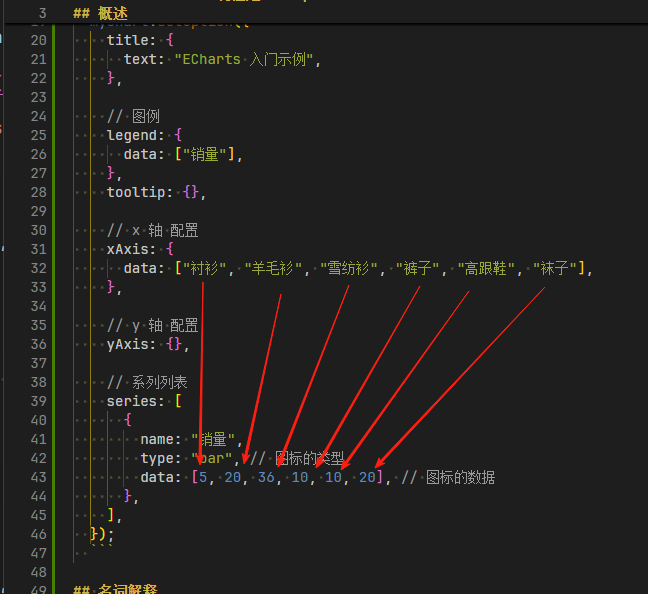 3 ## 概述
20 title: {
21 text: "ECharts 入门示例",
22 },
23
24 // 图例
25 legend: {
26 data: ["销量"],
27 },
28 tooltip: {},
29
30 // x 轴 配置
31 xAxis: {
32 data: ["衬衫", "羊毛衫", "雪纺衫", "裤子", "高跟鞋", "袜子"],
33 },
34
35 // y 轴 配置
36 yAxis: {},
37
38 // 系列列表
39 series: [
40 {
41 name: "销量",
42 type: "bar", // 图标的类型
43 data: [5, 20, 36, 10, 10, 20], // 图标的数据
44 },
45 ],
46 });
47 ```
48
49 ## 名词解释